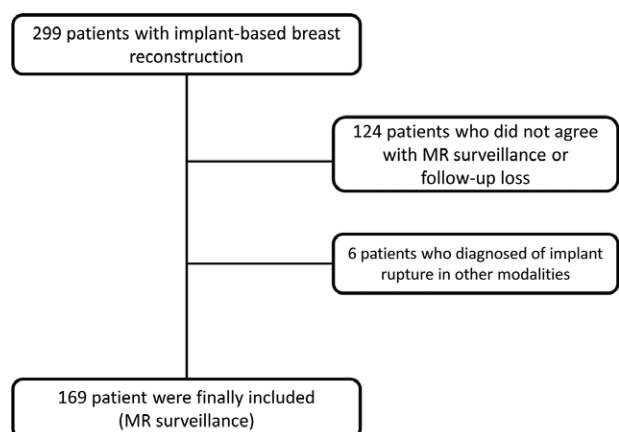 299 patients with implant-based breast
reconstruction
124 patients who did not agree
with MR surveillance or
follow-up loss
6 patients who diagnosed of implant
rupture in other modalities
169 patient were finally included
(MR surveillance)